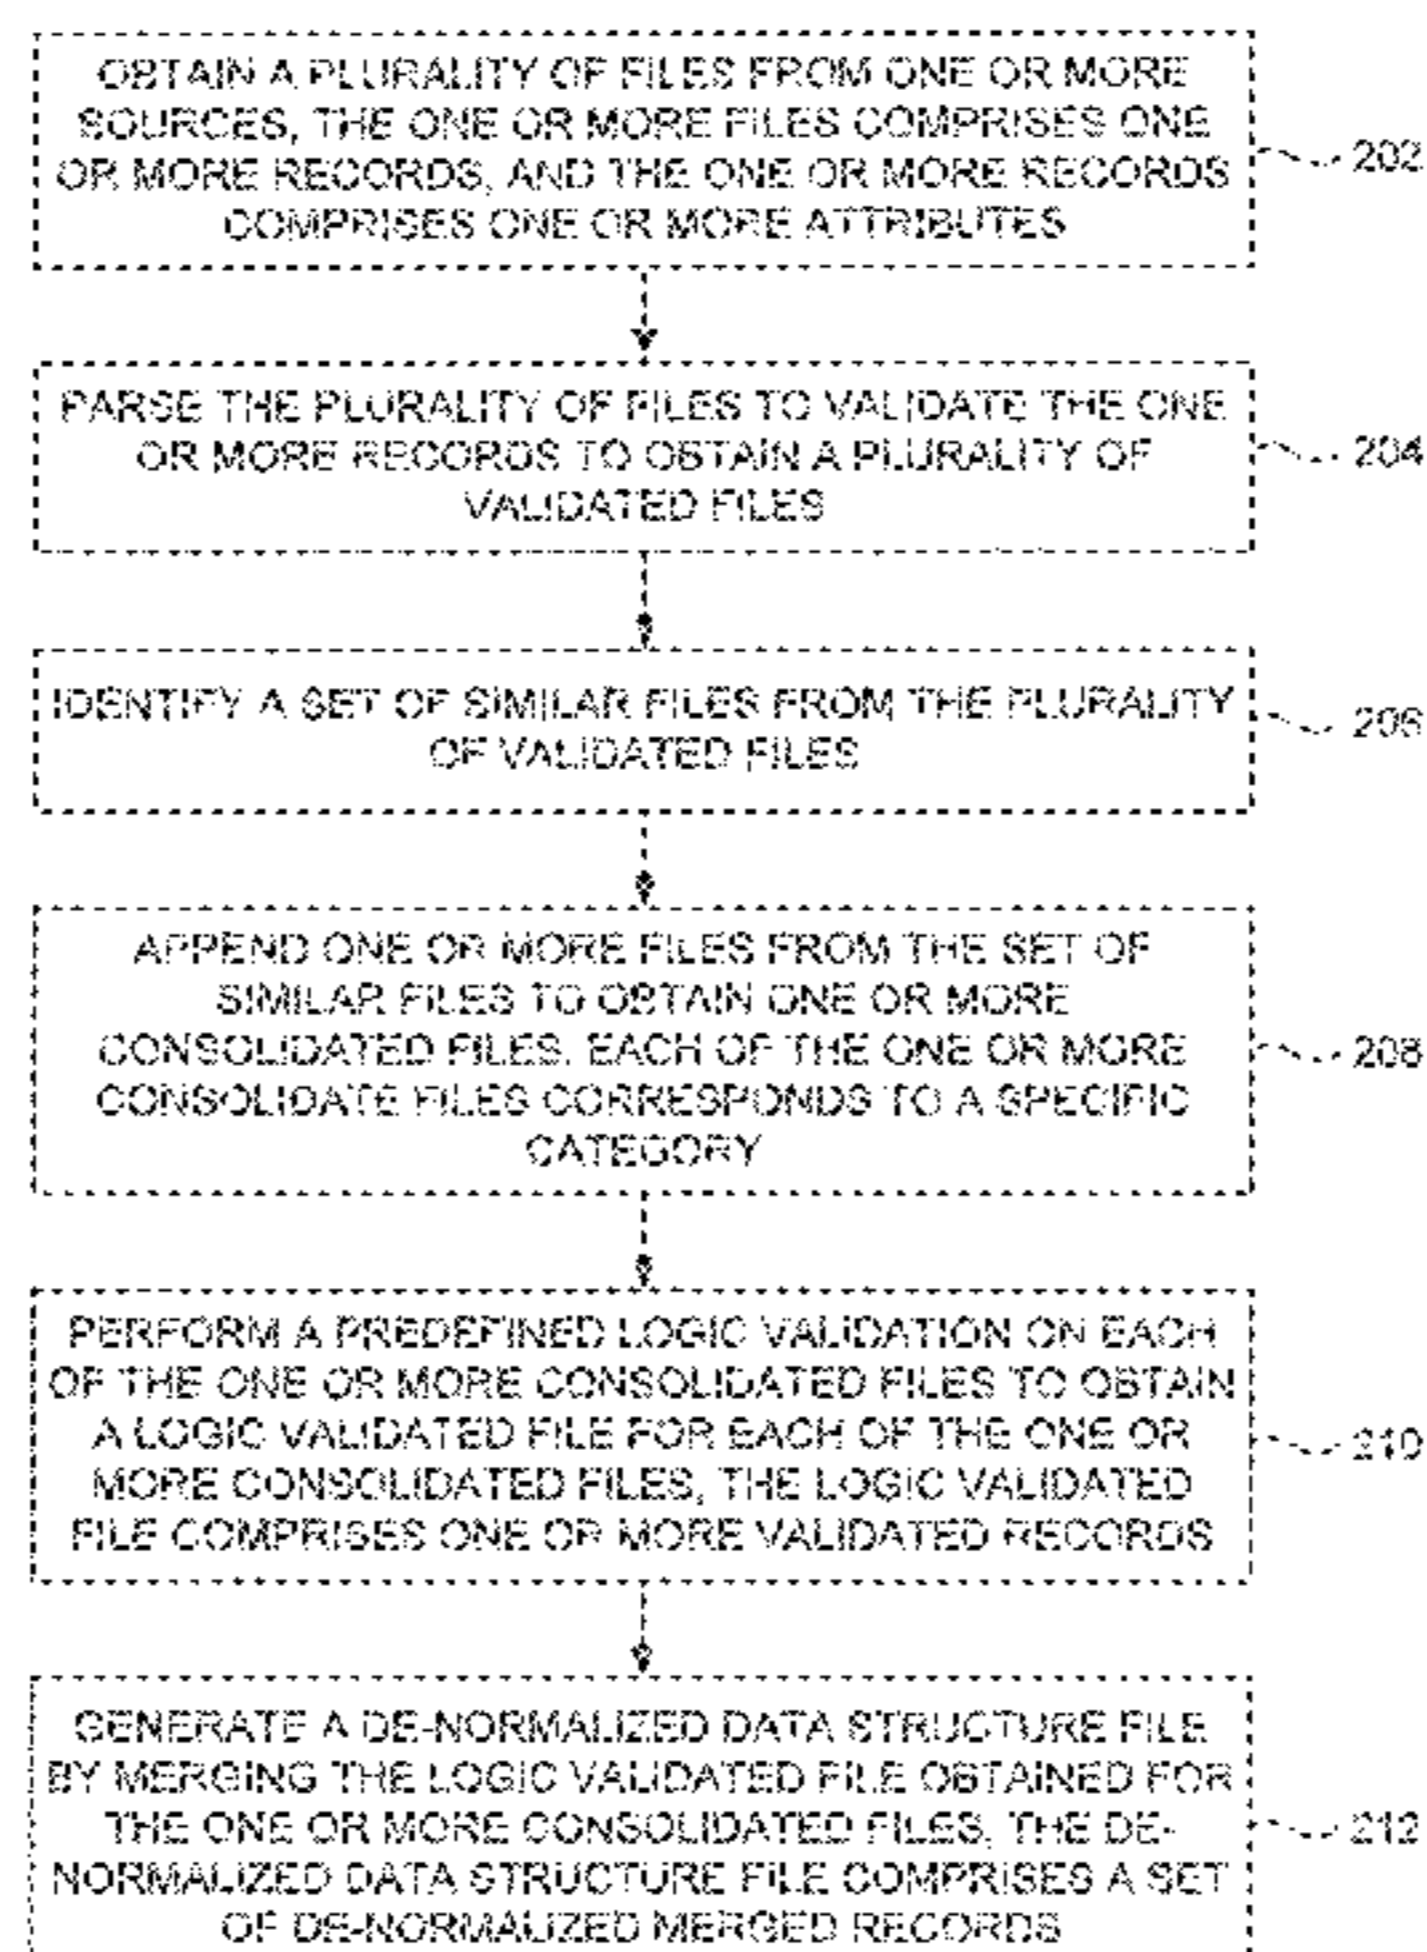 OBTAIN A PLURALITY OF FILES FROM ONE OR MORE
SOURCES, THE ONE OR MORE FILES COMPRISES ONE
OR MORE RECORDS, AND THE ONE OR MORE RECORDS
COMPRISES ONE OR MORE ATTRIBUTES
202
PARSE THE PLURALITY OF FILES TO VALIDATE THE ONE
OR MORE RECORDS TO OBTAIN A PLURALITY OF
VALIDATED FILES
204
IDENTIFY A SET OF SIMILAR FILES FROM THE PLURALITY
OF VALIDATED FILES
206
APPEND ONE OR MORE FILES FROM THE SET OF
SIMILAR FILES TO OBTAIN ONE OR MORE
CONSOLIDATED FILES. EACH OF THE ONE OR MORE
CONSOLIDATE FILES CORRESPONDS TO A SPECIFIC
CATEGORY
208
PERFORM A PREDEFINED LOGIC VALIDATION ON EACH
OF THE ONE OR MORE CONSOLIDATED FILES TO OBTAIN
A LOGIC VALIDATED FILE FOR EACH OF THE ONE OR
MORE CONSOLIDATED FILES, THE LOGIC VALIDATED
FILE COMPRISES ONE OR MORE VALIDATED RECORDS
210
GENERATE A DE-NORMALIZED DATA STRUCTURE FILE
BY MERGING THE LOGIC VALIDATED FILE OBTAINED FOR
THE ONE OR MORE CONSOLIDATED FILES, THE DE-
NORMALIZED DATA STRUCTURE FILE COMPRISES A SET
OF DE-NORMALIZED MERGED RECORDS
212